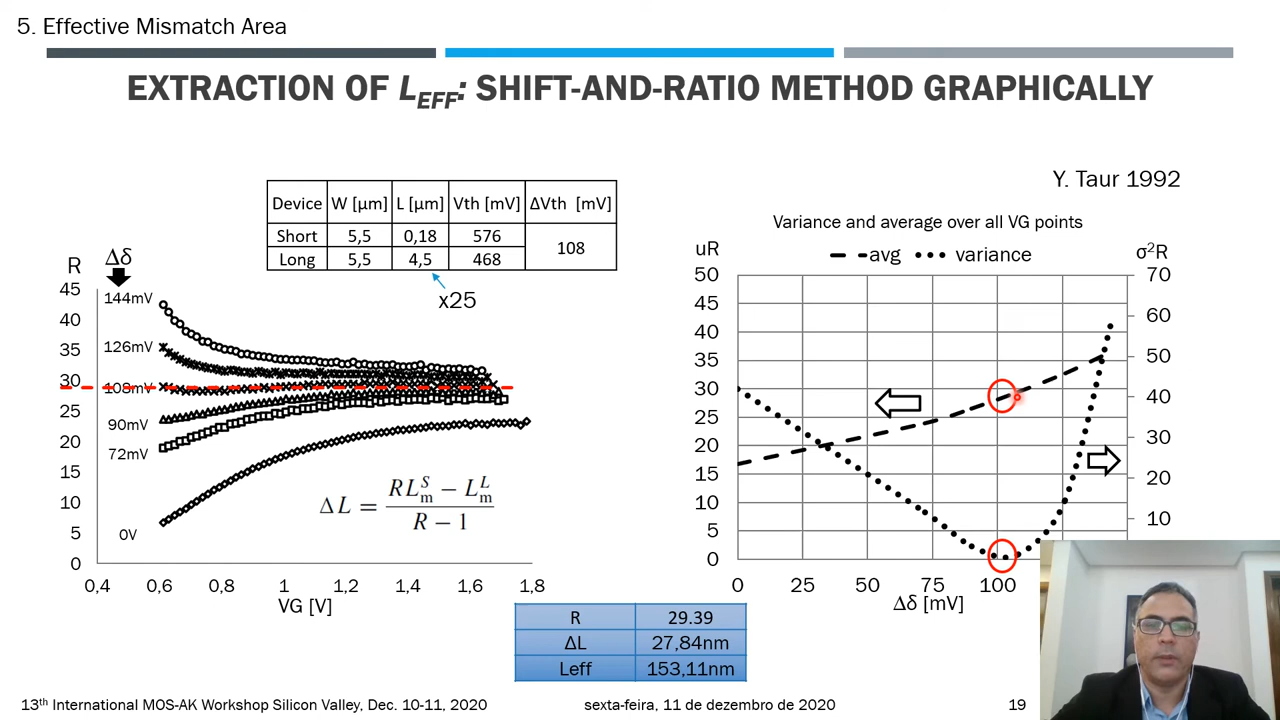 5. Effective Mismatch Area
EXTRACTION OF LEFF: SHIFT-AND-RATIO METHOD GRAPHICALLY
Y. Taur 1992
Device W [µm] L [µm] Vth [mV] ΔVth [mV]
Short 5,5 0,18 576 108
Long 5,5 4,5 468
x25
R
Δδ
45
40
35
30
25
20
15
10
5
0
144mV
126mV
108mV
90mV
72mV
0V
0,4 0,6 0,8 1 1,2 1,4 1,6 1,8
VG [V]
ΔL = (RL_m^S − L_m^L) / (R − 1)
Variance and average over all VG points
uR
avg variance
σ²R
50
45
40
35
30
25
20
15
10
5
0
70
60
50
40
30
20
10
0 25 50 75 100
Δδ [mV]
R 29.39
ΔL 27,84nm
Leff 153,11nm
13th International MOS-AK Workshop Silicon Valley, Dec. 10-11, 2020
sexta-feira, 11 de dezembro de 2020
19